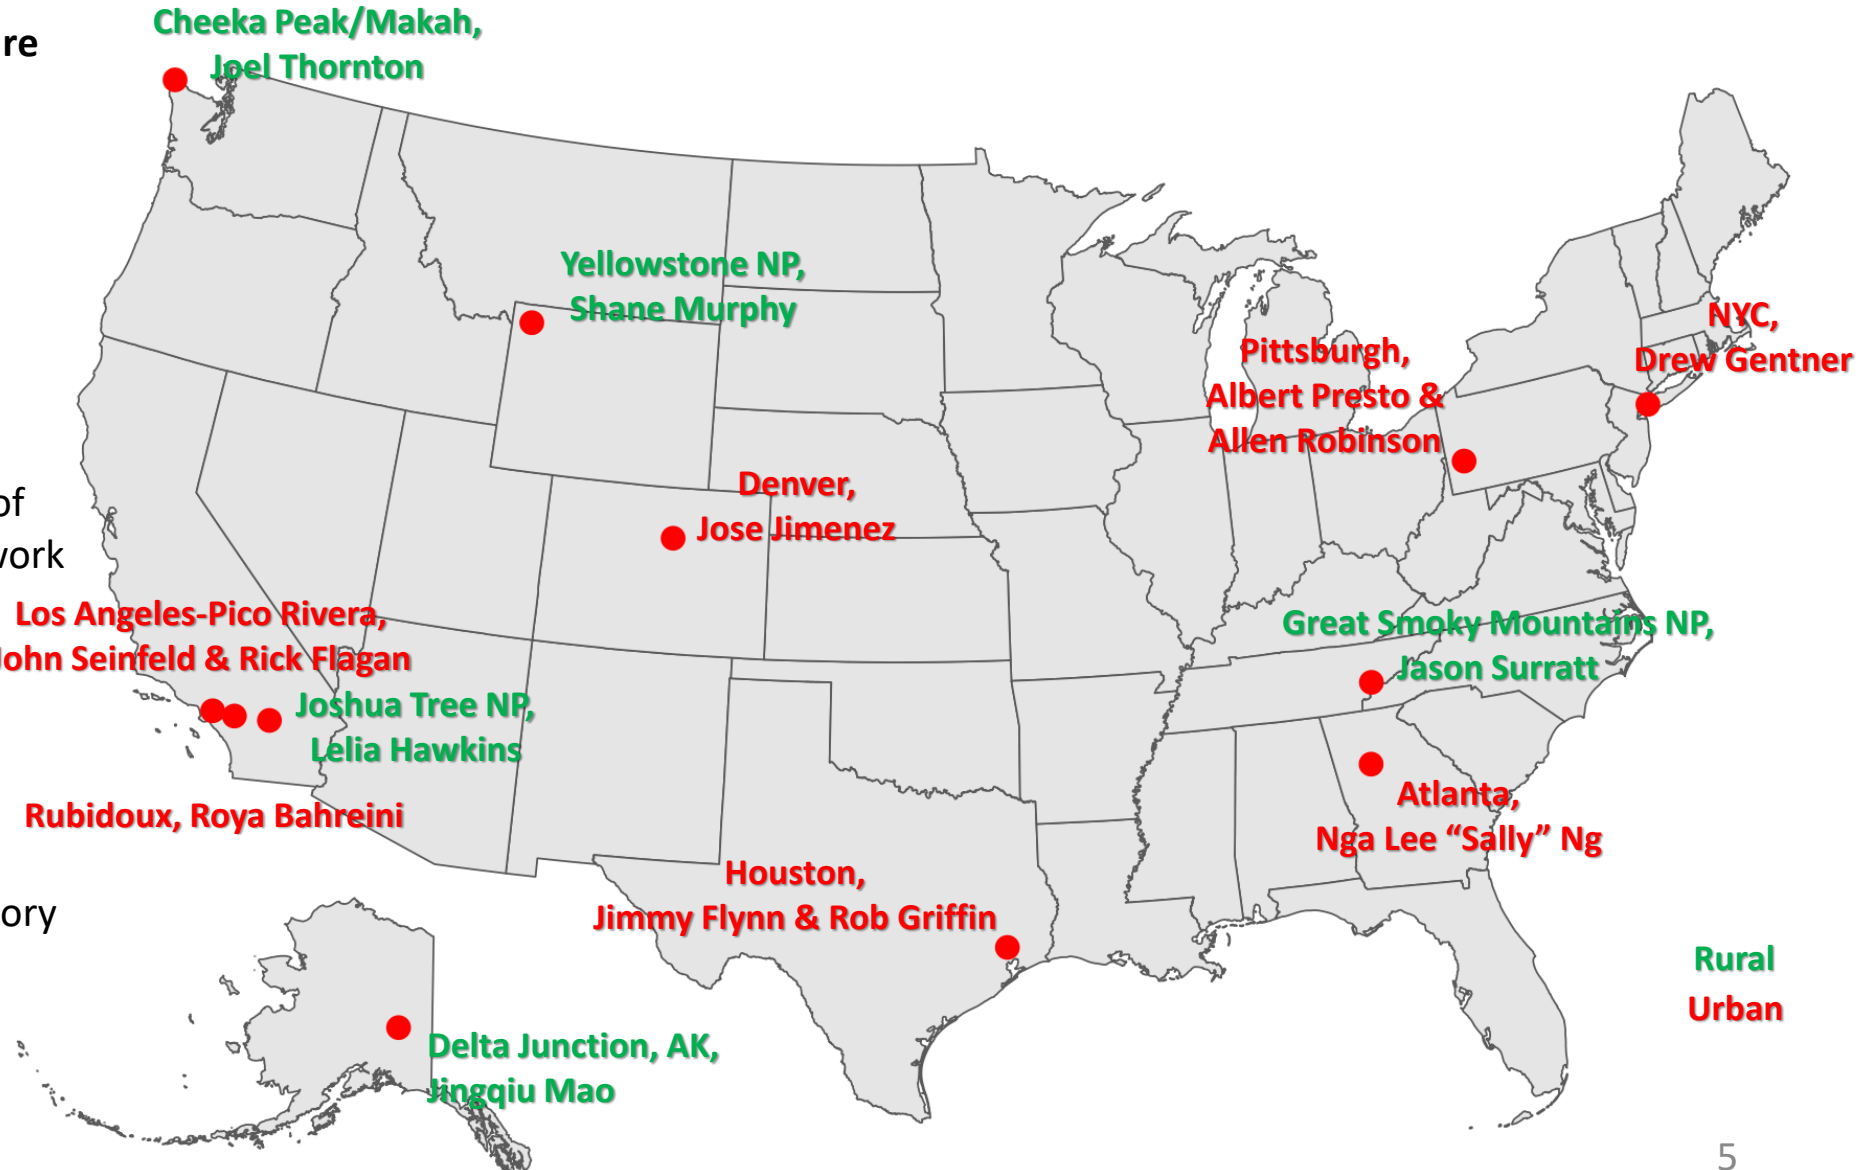 re
Cheeka Peak/Makah,
Joel Thornton
Yellowstone NP,
Shane Murphy
NYC,
Drew Gentner
Pittsburgh,
Albert Presto &
Allen Robinson
Denver,
Jose Jimenez
of
work
Los Angeles-Pico Rivera,
John Seinfeld & Rick Flagan
Great Smoky Mountains NP,
Jason Surratt
Joshua Tree NP,
Lelia Hawkins
Rubidoux, Roya Bahreini
Atlanta,
Nga Lee “Sally” Ng
Houston,
Jimmy Flynn & Rob Griffin
ory
Rural
Urban
Delta Junction, AK,
Jingqiu Mao
5